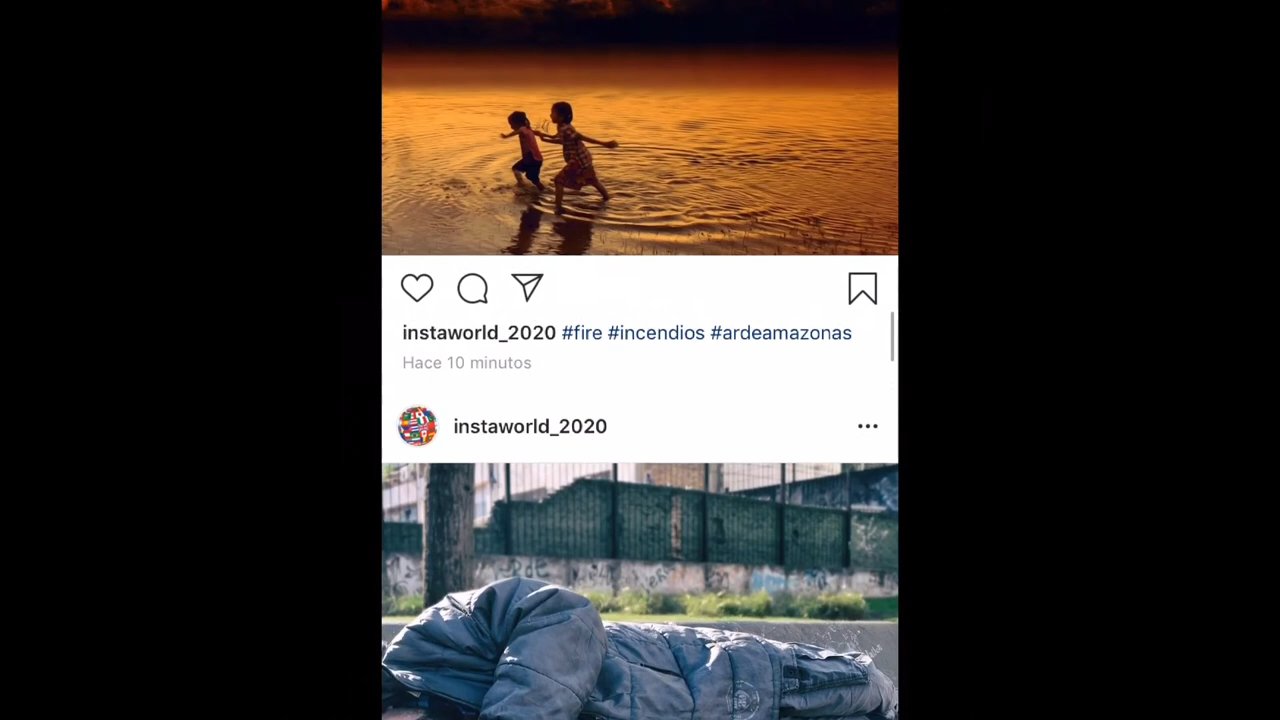 instaworld_2020 #fire #incendios #ardeamazonas
Hace 10 minutos
instaworld_2020